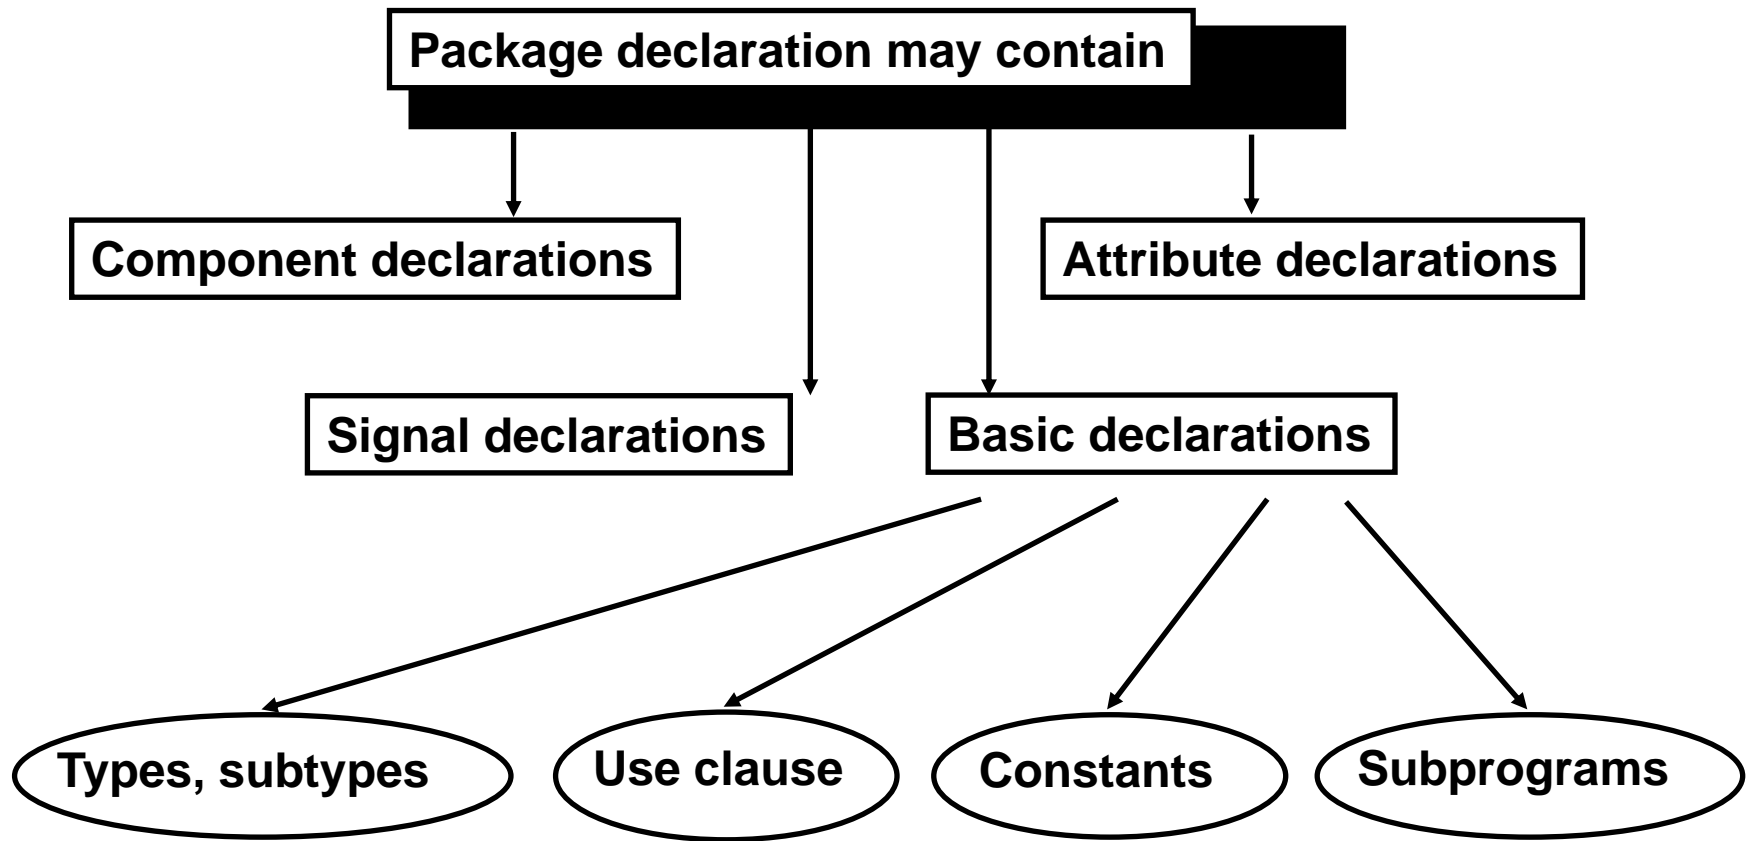 Package declaration may contain
Component declarations
Attribute declarations
Signal declarations
Basic declarations
Types, subtypes
Use clause
Constants
Subprograms